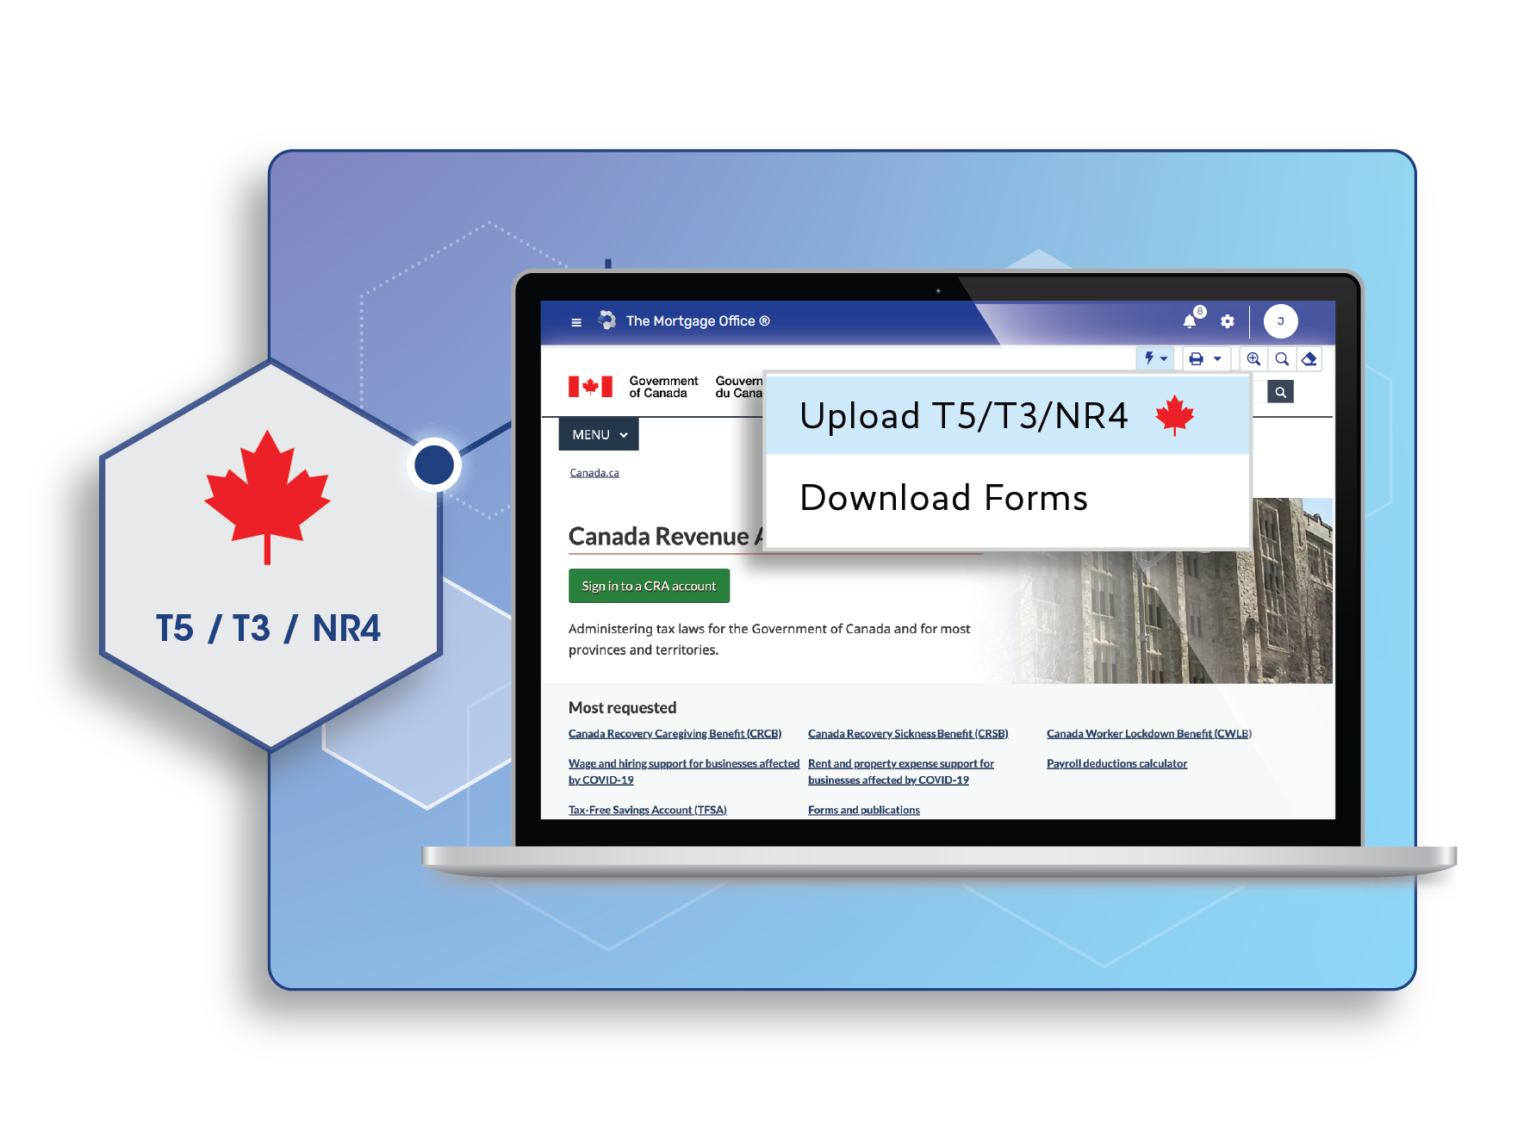 The Mortgage Office ®
8
J
Government
of Canada
Gouvern
du Cana
Upload T5/T3/NR4
Download Forms
MENU
Canada.ca
Canada Revenue A
Sign in to a CRA account
Administering tax laws for the Government of Canada and for most
provinces and territories.
T5 / T3 / NR4
Most requested
Canada Recovery Caregiving Benefit (CRCB)
Canada Recovery Sickness Benefit (CRSB)
Canada Worker Lockdown Benefit (CWLB)
Wage and hiring support for businesses affected
by COVID-19
Rent and property expense support for
businesses affected by COVID-19
Payroll deductions calculator
Tax-Free Savings Account (TFSA)
Forms and publications